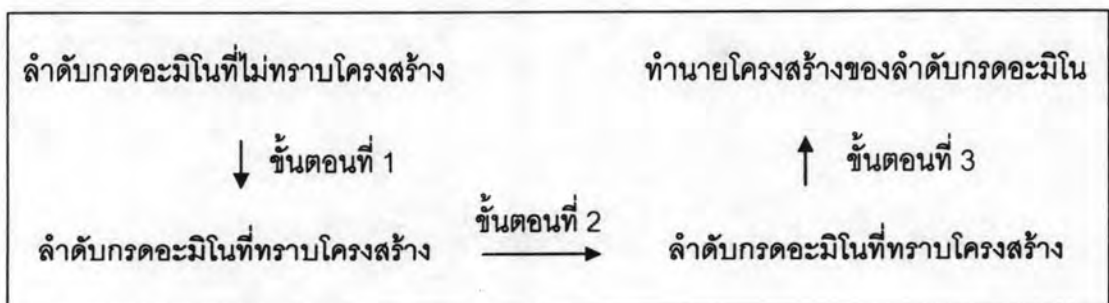 ลำดับกรดอะมิโนที่ไม่ทราบโครงสร้าง
ทำนายโครงสร้างของลำดับกรดอะมิโน
ขั้นตอนที่ 1
ขั้นตอนที่ 3
ขั้นตอนที่ 2
ลำดับกรดอะมิโนที่ทราบโครงสร้าง
ลำดับกรดอะมิโนที่ทราบโครงสร้าง